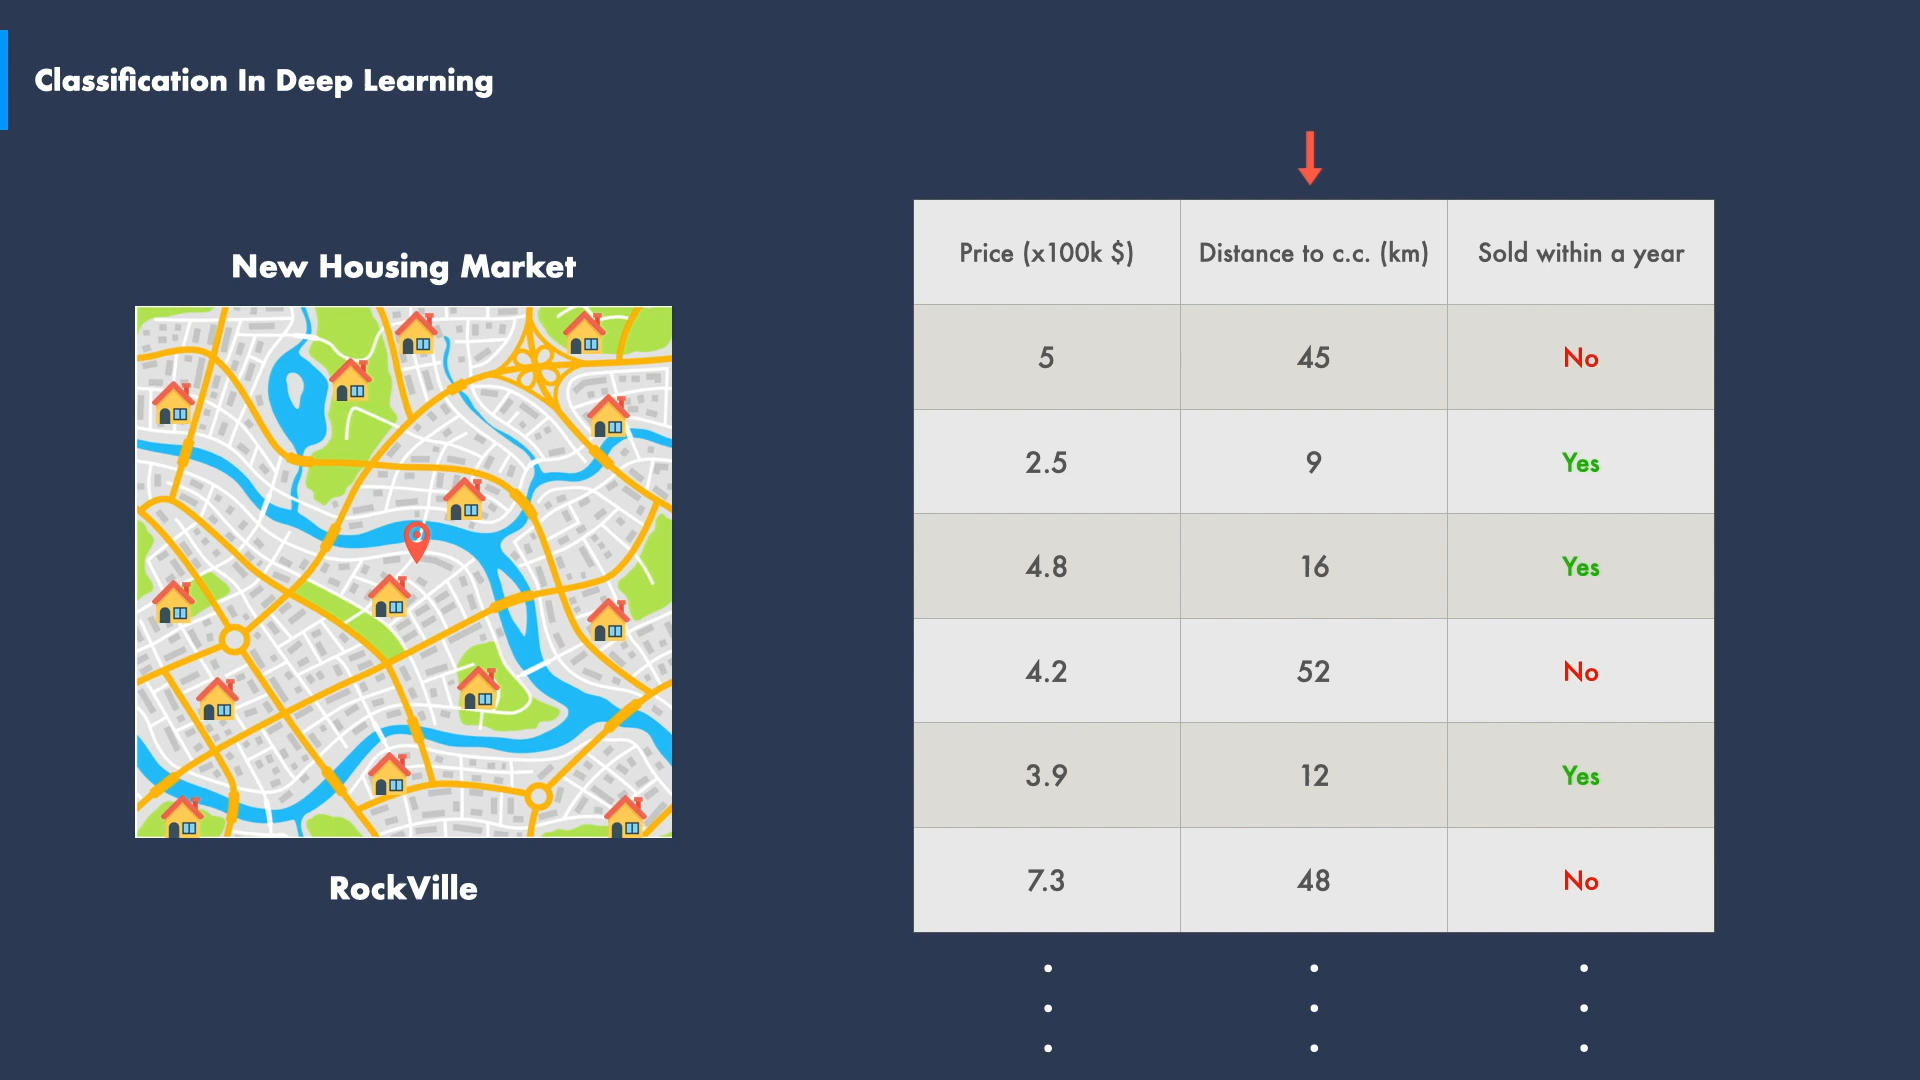 Classification In Deep Learning
New Housing Market
RockVille
Price (x100k $) Distance to c.c. (km) Sold within a year
5 45 No
2.5 9 Yes
4.8 16 Yes
4.2 52 No
3.9 12 Yes
7.3 48 No